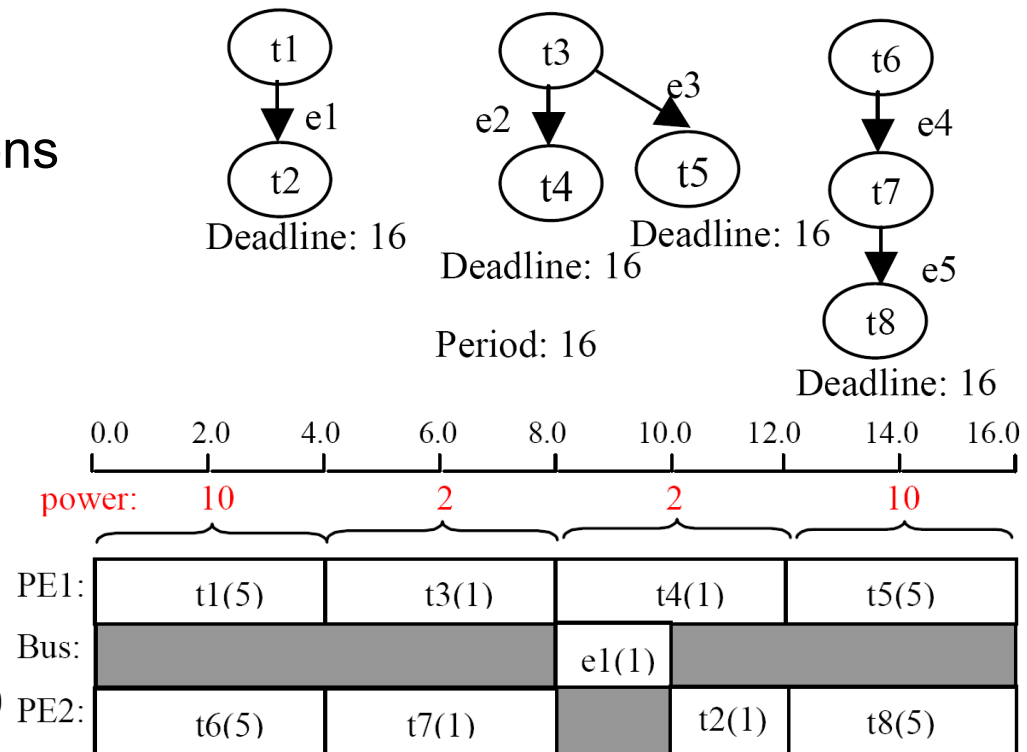 t1
t3
t6
e3
e1
e2
e4
ns
t2
t4
t5
t7
Deadline: 16
Deadline: 16
Deadline: 16
e5
t8
Period: 16
Deadline: 16
0.0 2.0 4.0 6.0 8.0 10.0 12.0 14.0 16.0
power: 10 2 2 10
PE1: t1(5) t3(1) t4(1) t5(5)
Bus: e1(1)
) PE2: t6(5) t7(1) t2(1) t8(5)